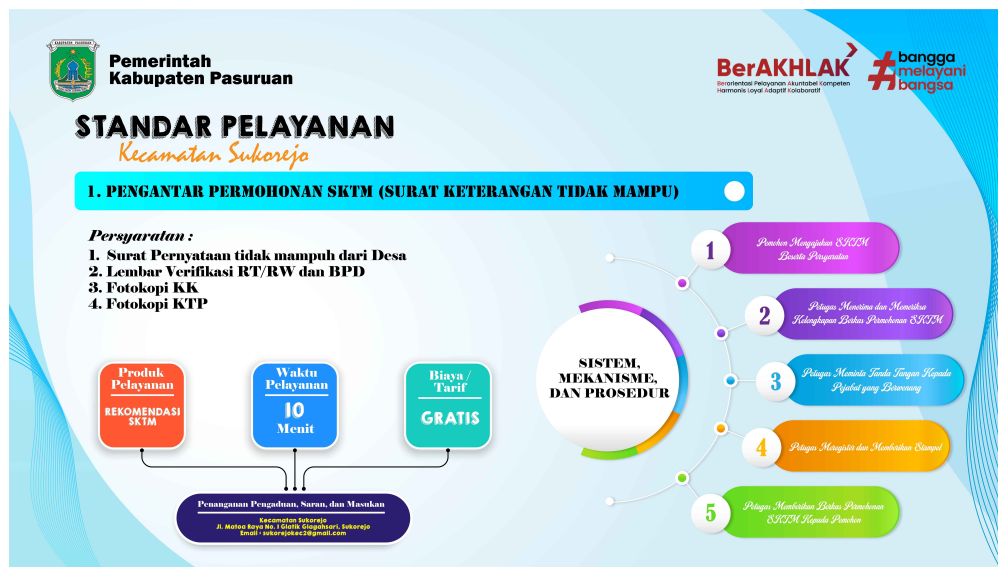 KABUPATEN PASURUAN
Pemerintah
Kabupaten Pasuruan
BerAKHLAK
Berorientasi Pelayanan Akuntabel Kompeten
Harmonis Loyal Adaptif Kolaboratif
#bangga
melayani
bangsa
STANDAR PELAYANAN
Kecamatan Sukorejo
1. PENGANTAR PERMOHONAN SKTM (SURAT KETERANGAN TIDAK MAMPU)
Persyaratan :
1. Surat Pernyataan tidak mampuh dari Desa
2. Lembar Verifikasi RT/RW dan BPD
3. Fotokopi KK
4. Fotokopi KTP
Produk
Pelayanan
REKOMENDASI
SKTM
Waktu
Pelayanan
10
Menit
Biaya /
Tarif
GRATIS
Penanganan Pengaduan, Saran, dan Masukan
Kecamatan Sukorejo
Jl. Matoa Raya No. 1 Glatik Glagahsari, Sukorejo
Email : sukorejokec2@gmail.com
SISTEM,
MEKANISME,
DAN PROSEDUR
1
Pemohon Mengajukan SKTM
Beserta Persyaratan
2
Petugas Menerima dan Memeriksa
Kelengkapan Berkas Permohonan SKTM
3
Petugas Meminta Tanda Tangan Kepada
Pejabat yang Berwenang
4
Petugas Meregister dan Memberikan Stempel
5
Petugas Memberikan Berkas Permohonan
SKTM Kepada Pemohon